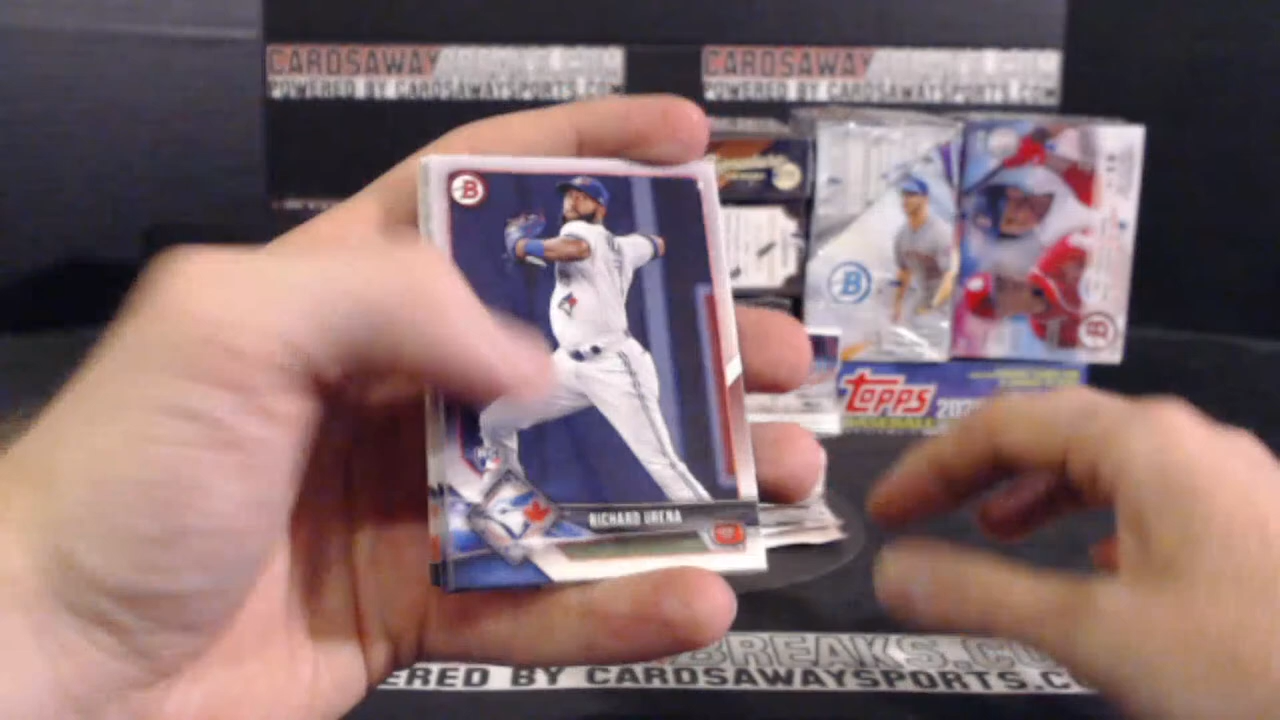 CARDSAWAY
POWERED BY CARDSAWAYSPORTS.COM
CARDSAWAY
POWERED BY CARDSAWAYSPORTS.COM
B
B
B
TOPPS
BASEBALL
RICHARD URENA
BREAKS.CO
ERED BY CARDSAWAYSPORTS.C